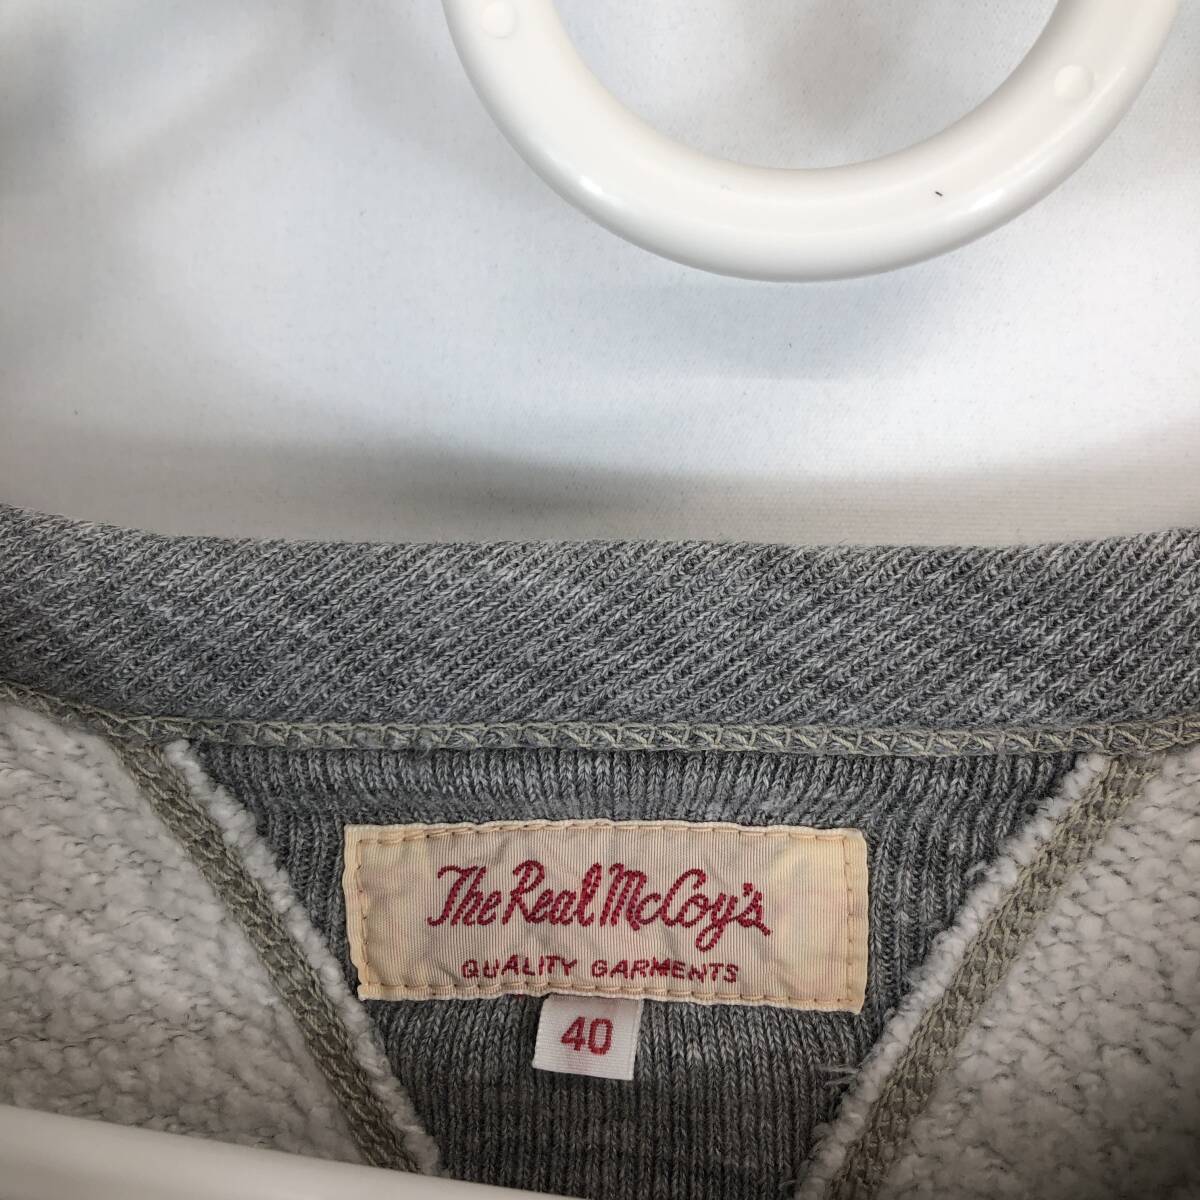 The Real McCoy's
QUALITY GARMENTS
40